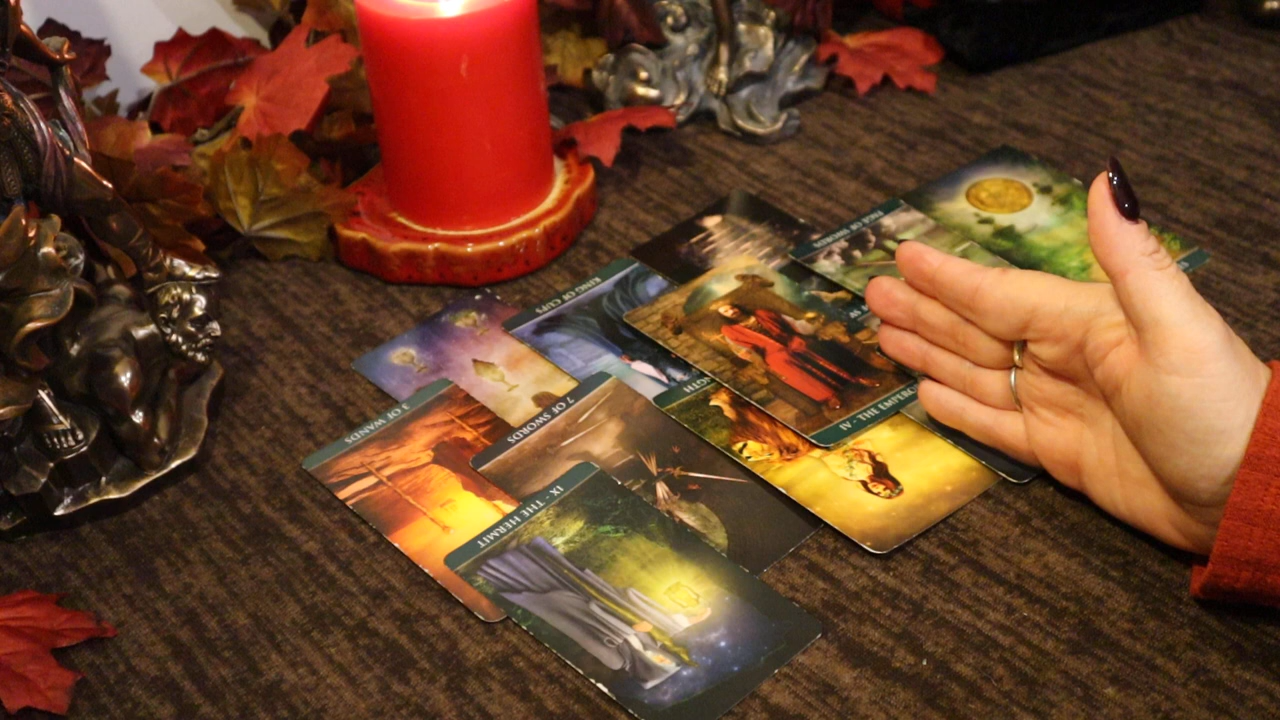 PAGE OF SWORDS
KING OF CUPS
IV - THE EMPEROR
3 OF WANDS
7 OF SWORDS
IX - THE HERMIT